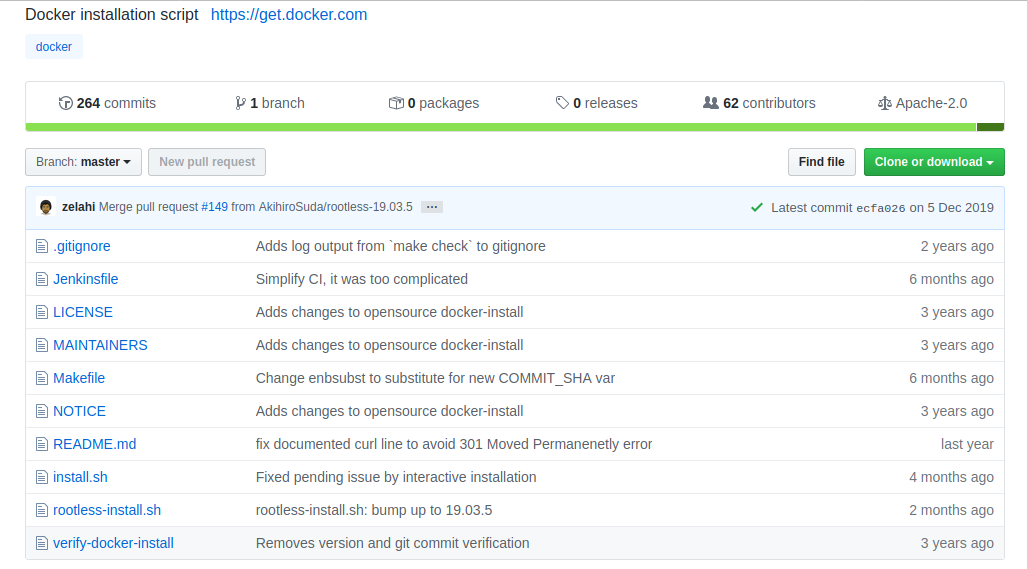 Docker installation script https://get.docker.com
docker
264 commits 1 branch 0 packages 0 releases 62 contributors Apache-2.0
Branch: master New pull request Find file Clone or download
zelahi Merge pull request #149 from AkihiroSuda/rootless-19.03.5 ... Latest commit ecfa026 on 5 Dec 2019
.gitignore Adds log output from `make check` to gitignore 2 years ago
Jenkinsfile Simplify CI, it was too complicated 6 months ago
LICENSE Adds changes to opensource docker-install 3 years ago
MAINTAINERS Adds changes to opensource docker-install 3 years ago
Makefile Change enbsubst to substitute for new COMMIT_SHA var 6 months ago
NOTICE Adds changes to opensource docker-install 3 years ago
README.md fix documented curl line to avoid 301 Moved Permanenetly error last year
install.sh Fixed pending issue by interactive installation 4 months ago
rootless-install.sh rootless-install.sh: bump up to 19.03.5 2 months ago
verify-docker-install Removes version and git commit verification 3 years ago